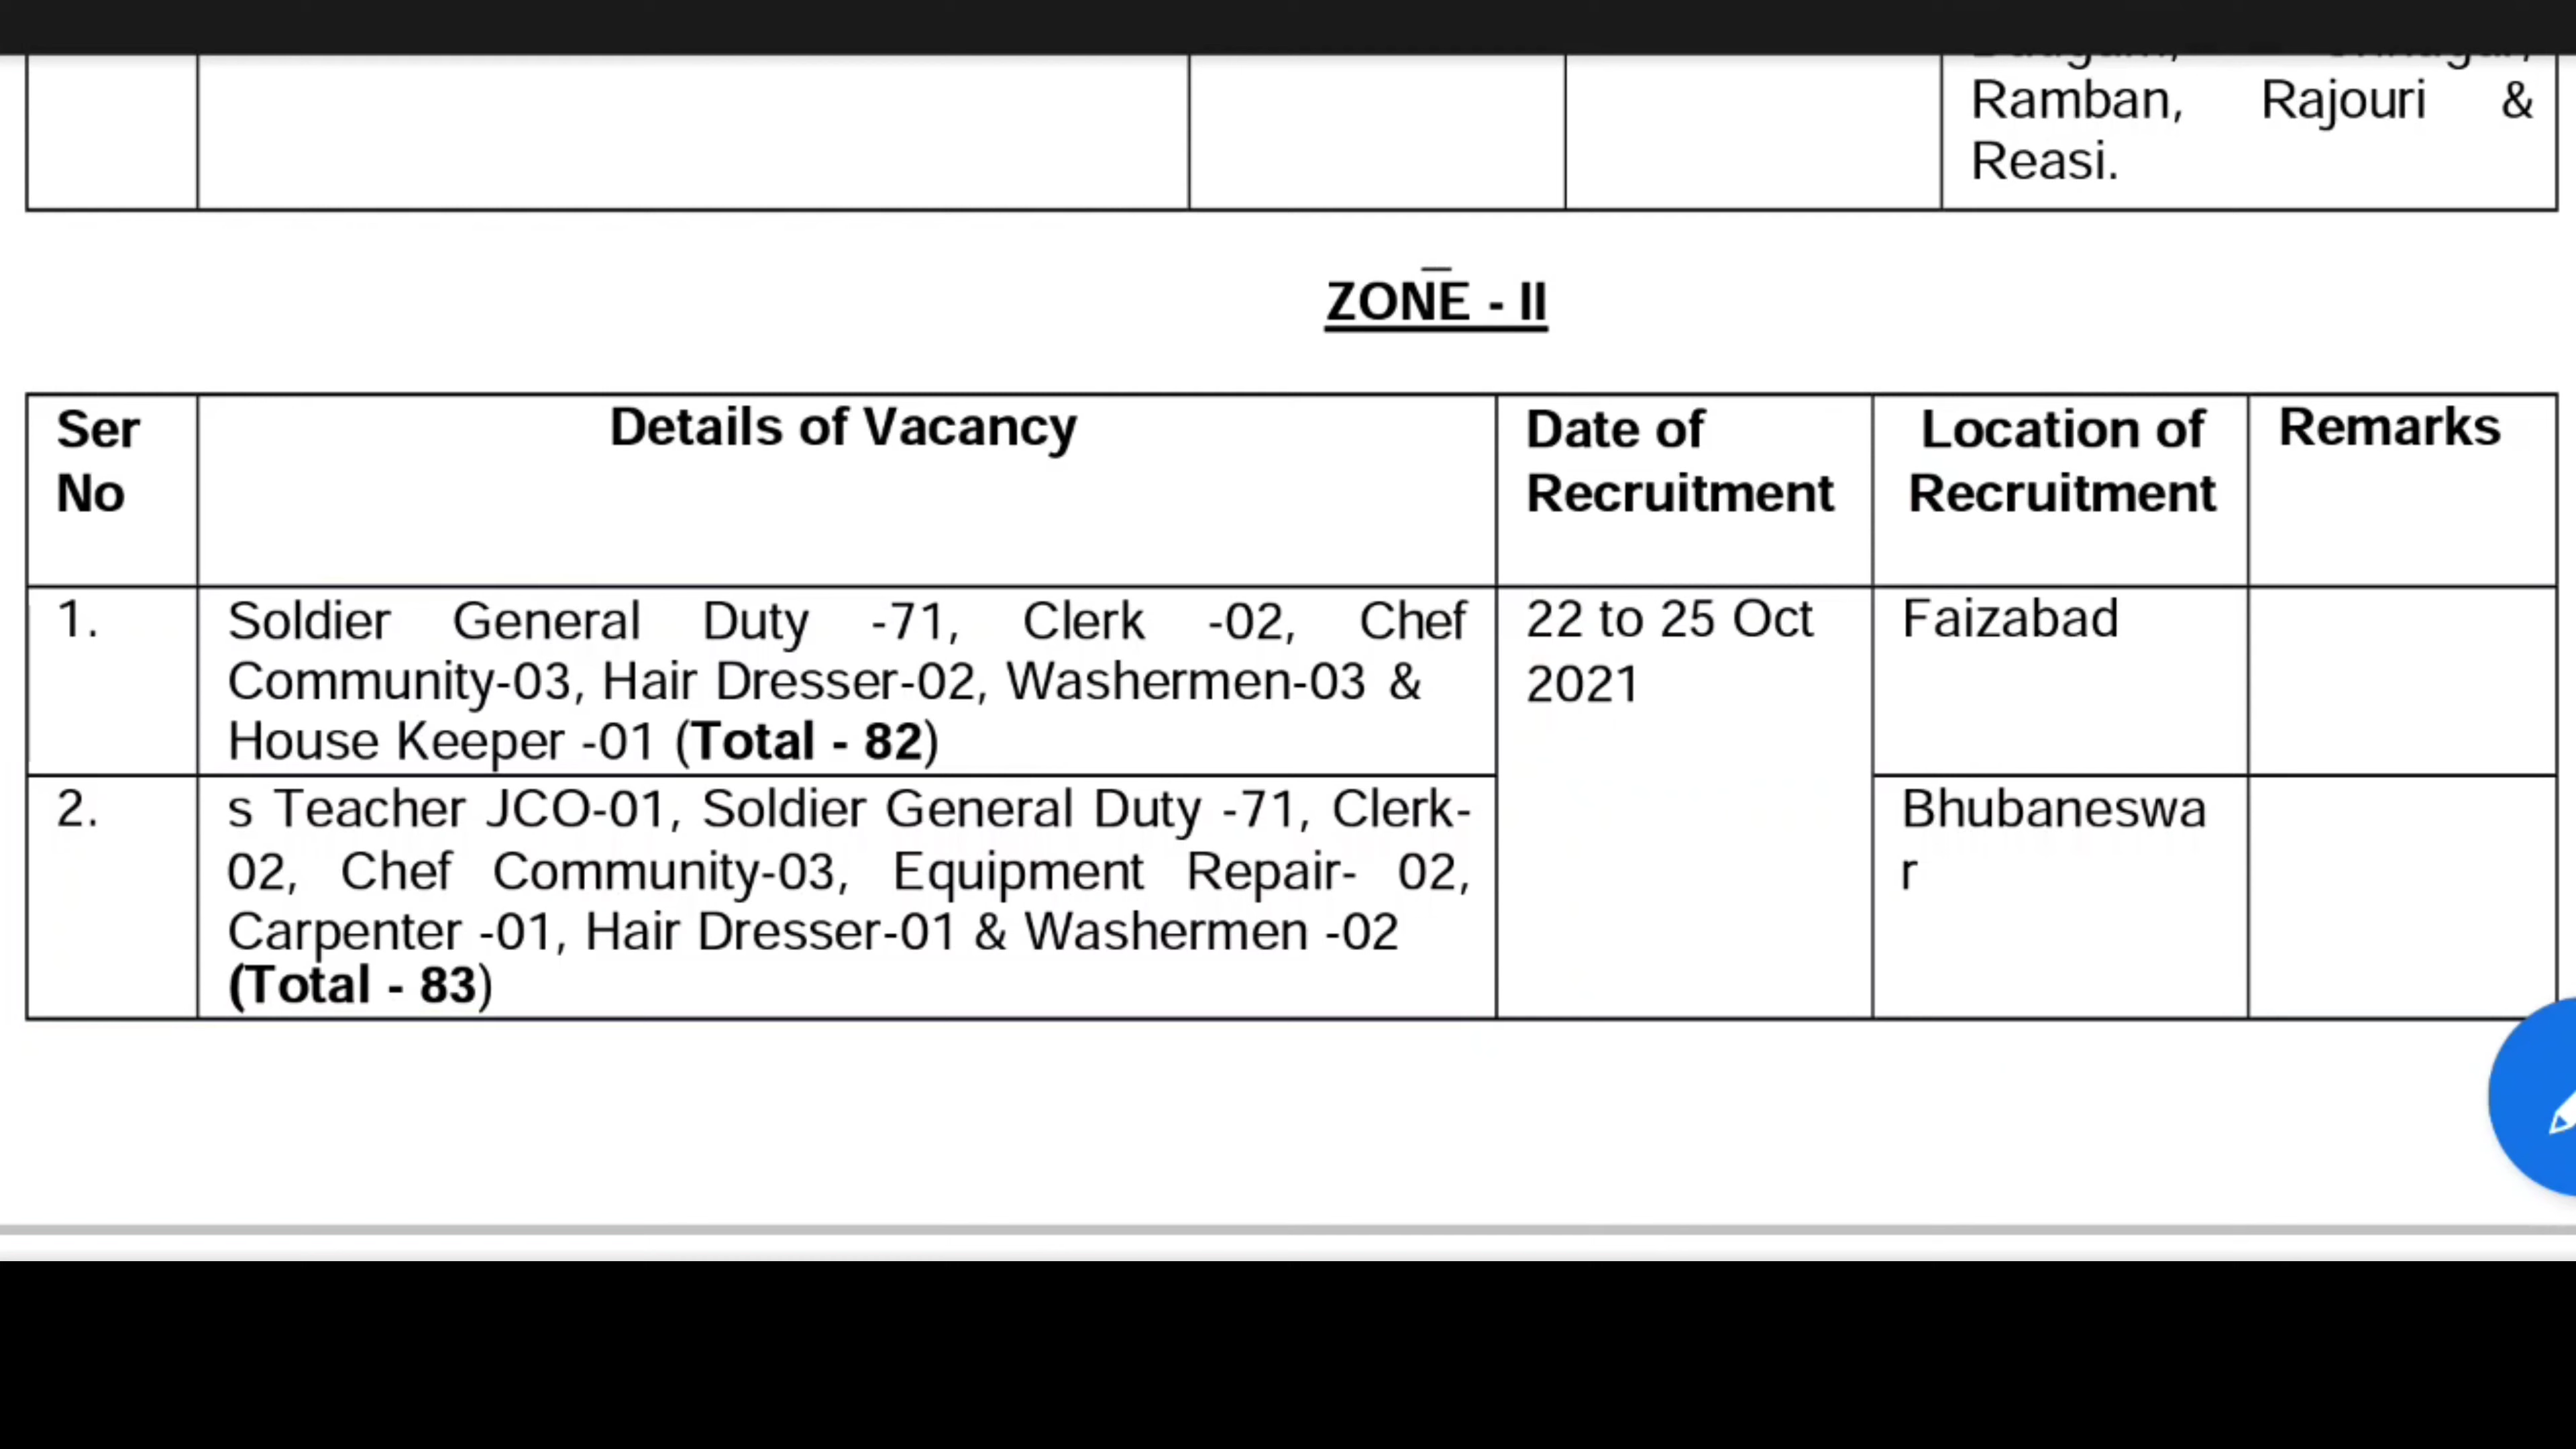 Ramban, Rajouri &
Reasi.
ZONE - II
Ser No
Details of Vacancy
Date of Recruitment
Location of Recruitment
Remarks
1.
Soldier General Duty -71, Clerk -02, Chef
Community-03, Hair Dresser-02, Washermen-03 &
House Keeper -01 (Total - 82)
22 to 25 Oct
2021
Faizabad
2.
s Teacher JCO-01, Soldier General Duty -71, Clerk-
02, Chef Community-03, Equipment Repair- 02,
Carpenter -01, Hair Dresser-01 & Washermen -02
(Total - 83)
Bhubaneswa
r